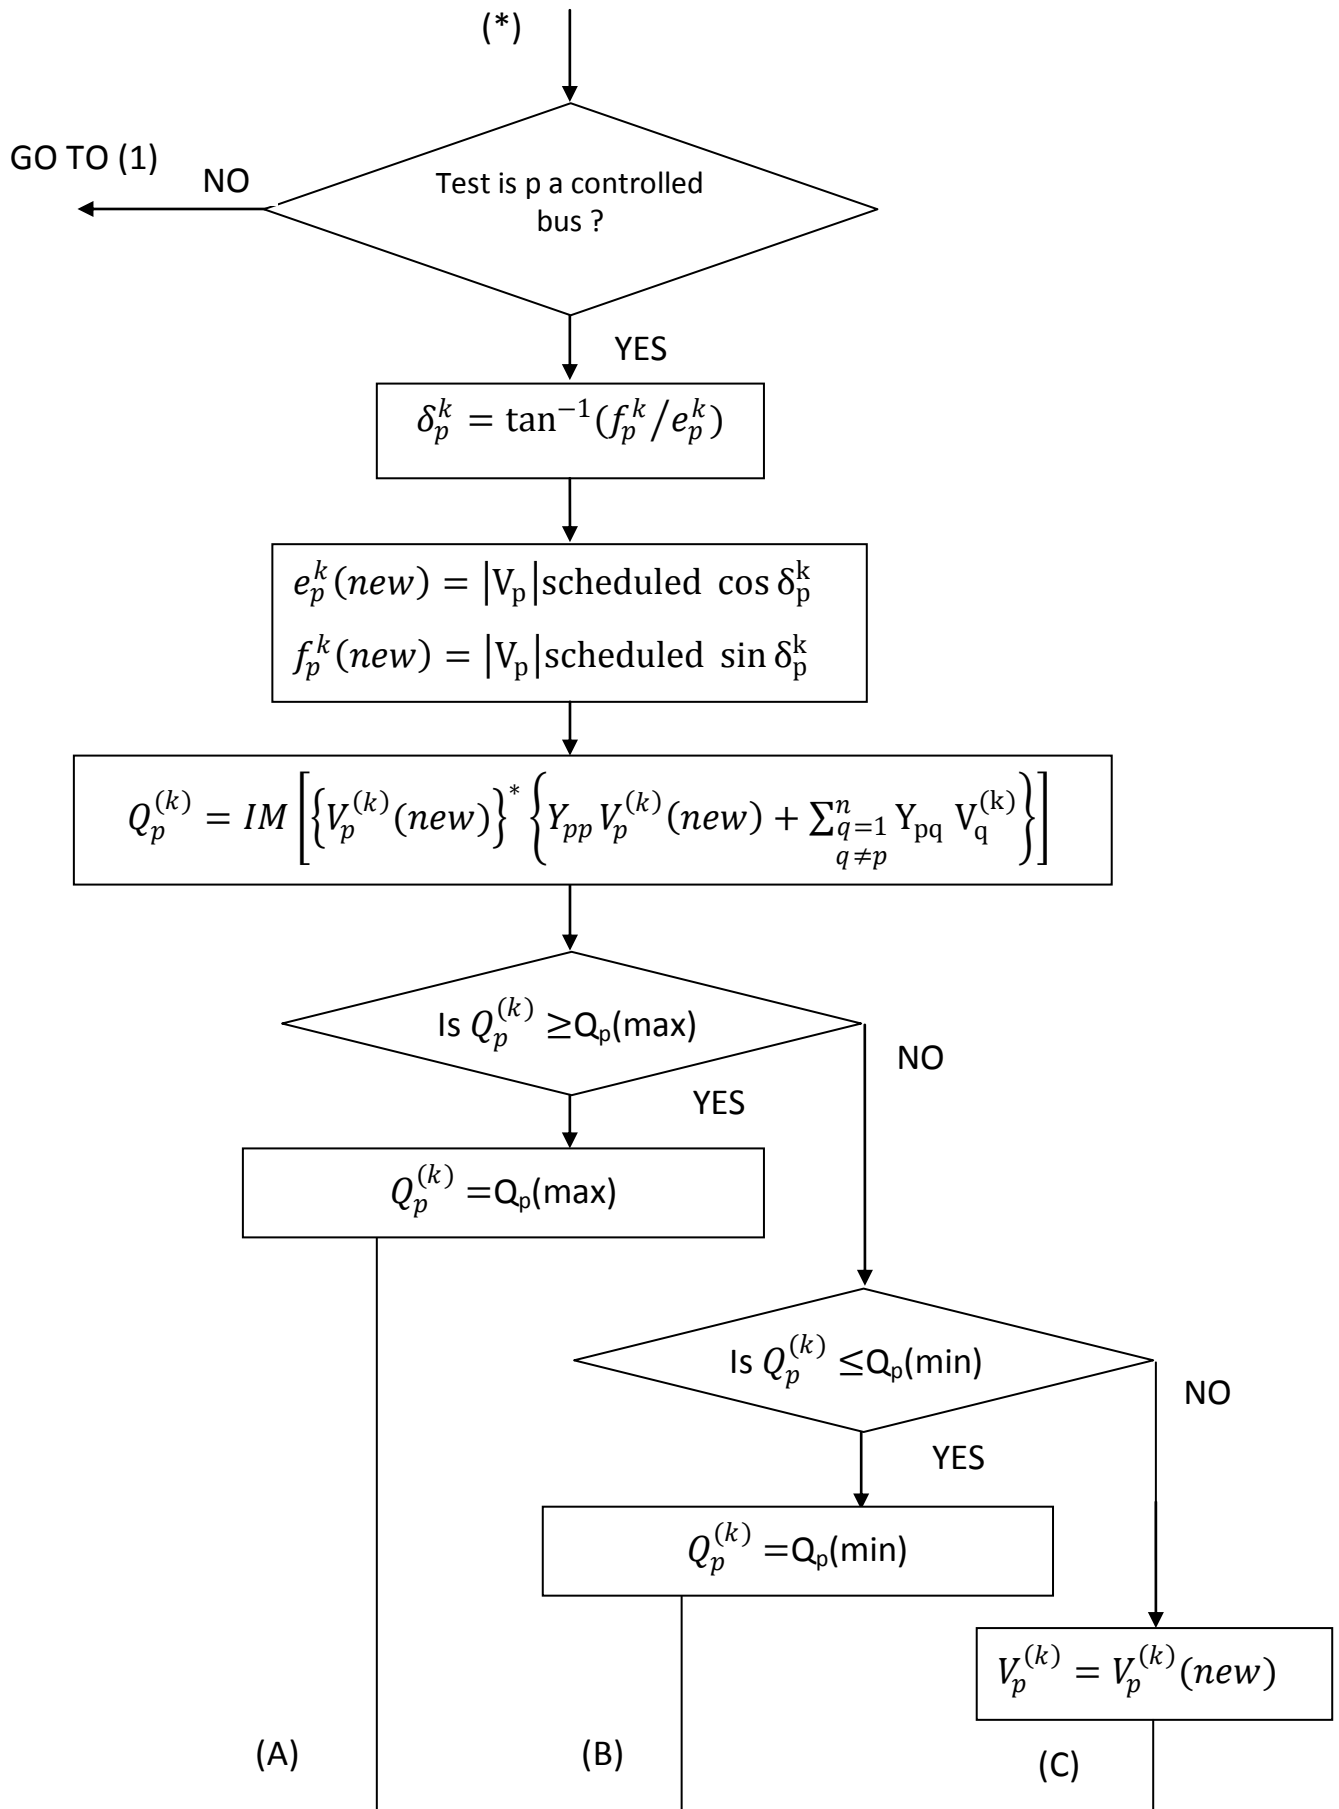 (*)
GO TO (1)
NO
Test is p a controlled
bus ?
YES
δ_p^k = tan⁻¹(f_p^k/e_p^k)
e_p^k(new) = |V_p|scheduled cos δ_p^k
f_p^k(new) = |V_p|scheduled sin δ_p^k
Q_p^(k) = IM [{V_p^(k)(new)}^* {Y_pp V_p^(k)(new) + ∑_{q=1, q≠p}^n Y_pq V_q^(k)}]
Is Q_p^(k) ≥Q_p(max)
NO
YES
Q_p^(k) =Q_p(max)
Is Q_p^(k) ≤Q_p(min)
NO
YES
Q_p^(k) =Q_p(min)
V_p^(k) = V_p^(k)(new)
(A)
(B)
(C)